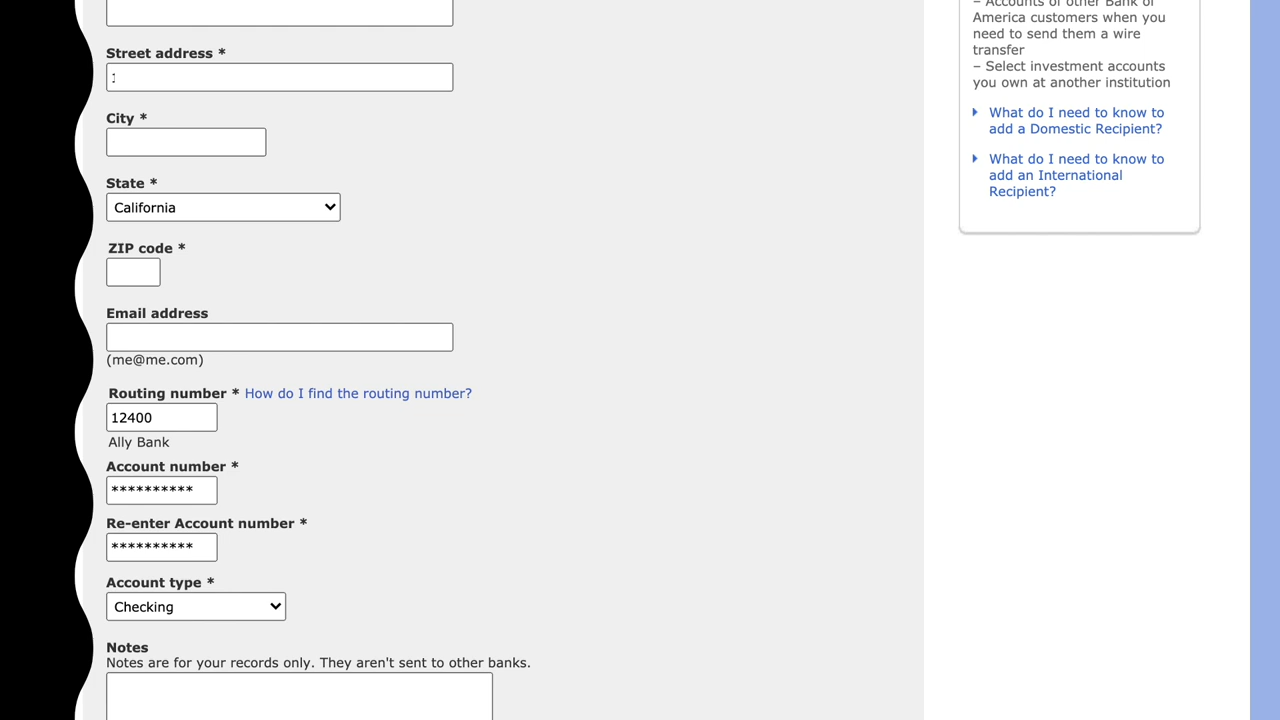 Street address *
City *
State *
California
ZIP code *
Email address
(me@me.com)
Routing number * How do I find the routing number?
12400
Ally Bank
Account number *
**********
Re-enter Account number *
**********
Account type *
Checking
Notes
Notes are for your records only. They aren't sent to other banks.
– Accounts of other Bank of
America customers when you
need to send them a wire
transfer
– Select investment accounts
you own at another institution
What do I need to know to
add a Domestic Recipient?
What do I need to know to
add an International
Recipient?